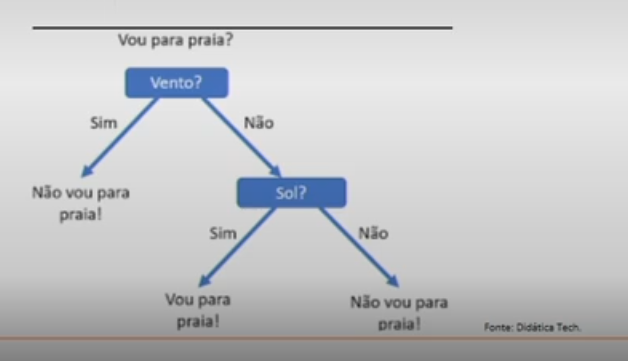 Vou para praia?
Vento?
Sim
Não
Não vou para
praia!
Sol?
Sim
Não
Vou para
praia!
Não vou para
praia!
Fonte: Didática Tech.